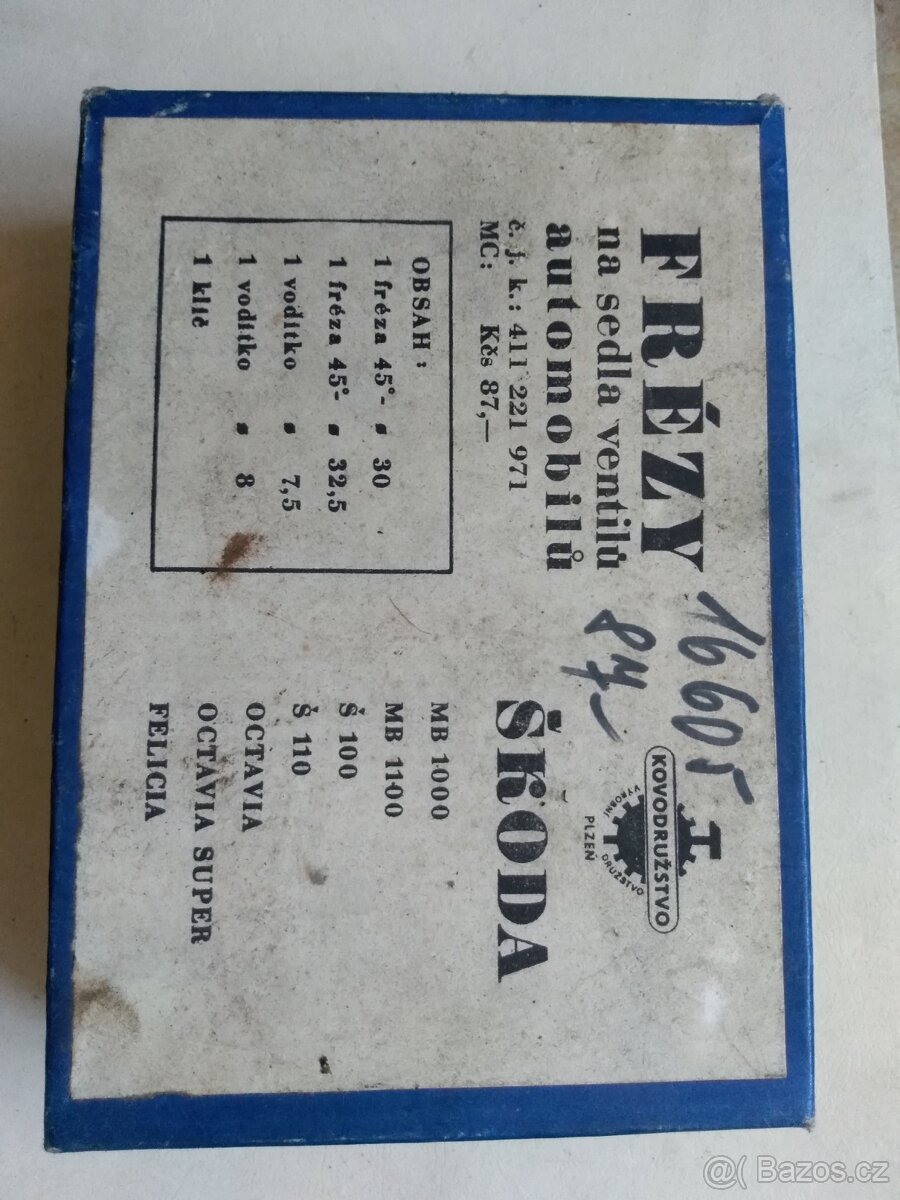 FRÉZY
na sedla ventilů
automobilů
č. j. k.: 411 221 971
MC: Kčs 87,—
OBSAH:
1 fréza 45°- ø 30
1 fréza 45°- ø 32,5
1 vodítko ø 7,5
1 vodítko ø 8
1 klíč
16605
87,-
KOVODRUŽSTVO
VÝROBNÍ DRUŽSTVO
PLZEŇ
ŠKODA
MB 1000
MB 1100
Š 100
Š 110
OCTAVIA
OCTAVIA SUPER
FELICIA
@( Bazos.cz